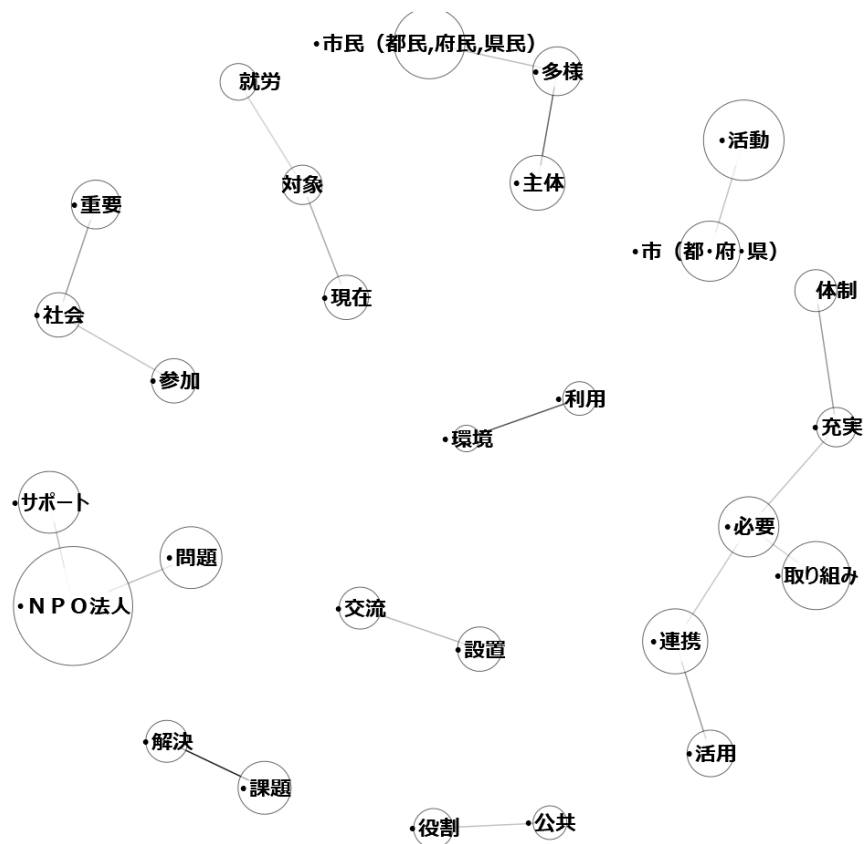 ・市民（都民,府民,県民）
・多様
就労
・活動
対象
・主体
・重要
・市（都・府・県）
・現在
体制
・社会
・参加
・利用
・環境
・充実
・サポート
・必要
・問題
・取り組み
・ＮＰＯ法人
・交流
・連携
・設置
・解決
・活用
・課題
・役割
・公共